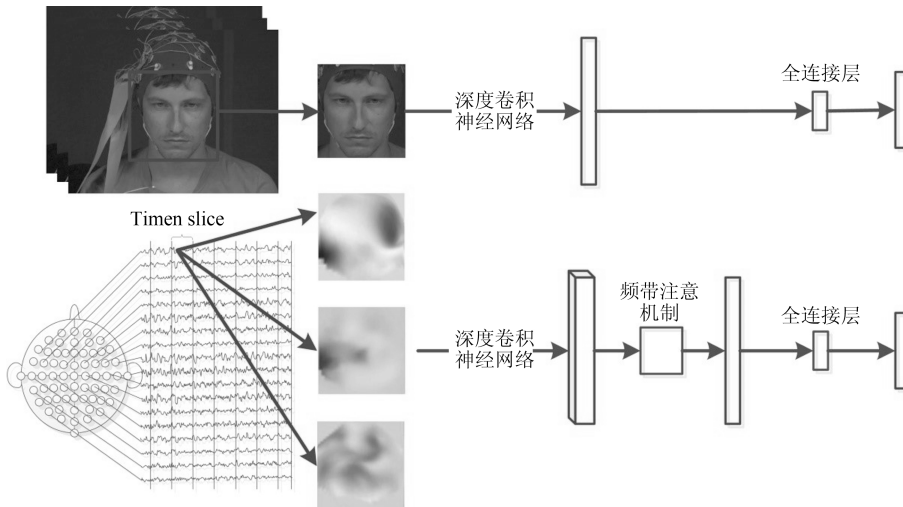 深度卷积
神经网络
全连接层
Timen slice
深度卷积
神经网络
频带注意
机制
全连接层